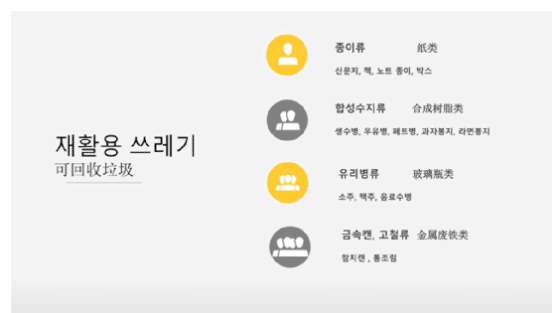 재활용 쓰레기
可回收垃圾
종이류 纸类
신문지, 책, 노트 종이, 박스
합성수지류 合成树脂类
생수병, 우유병, 페트병, 과자봉지, 라면봉지
유리병류 玻璃瓶类
소주, 맥주, 음료수병
금속캔, 고철류 金属废铁类
참치캔 , 통조림